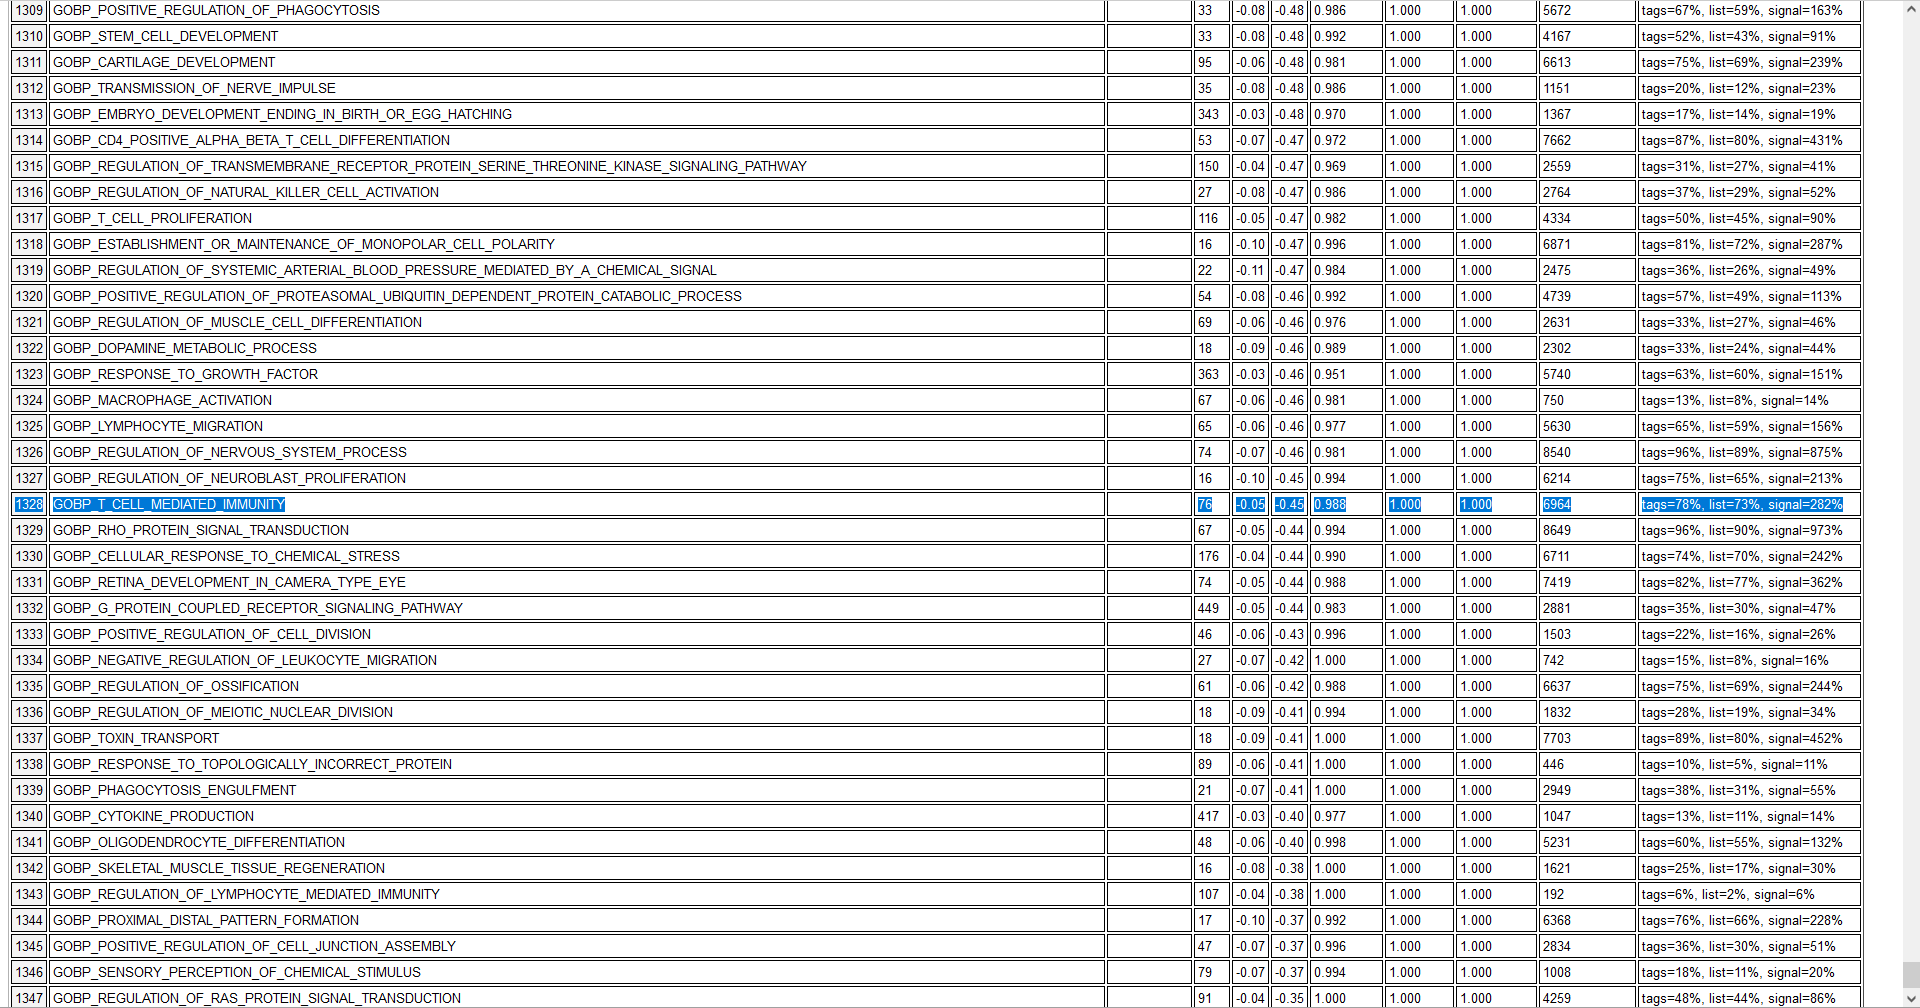 1309 GOBP_POSITIVE_REGULATION_OF_PHAGOCYTOSIS 33 -0.08 -0.48 0.986 1.000 1.000 5672 tags=67%, list=59%, signal=163%
1310 GOBP_STEM_CELL_DEVELOPMENT 33 -0.08 -0.48 0.992 1.000 1.000 4167 tags=52%, list=43%, signal=91%
1311 GOBP_CARTILAGE_DEVELOPMENT 95 -0.06 -0.48 0.981 1.000 1.000 6613 tags=75%, list=69%, signal=239%
1312 GOBP_TRANSMISSION_OF_NERVE_IMPULSE 35 -0.08 -0.48 0.986 1.000 1.000 1151 tags=20%, list=12%, signal=23%
1313 GOBP_EMBRYO_DEVELOPMENT_ENDING_IN_BIRTH_OR_EGG_HATCHING 343 -0.03 -0.48 0.970 1.000 1.000 1367 tags=17%, list=14%, signal=19%
1314 GOBP_CD4_POSITIVE_ALPHA_BETA_T_CELL_DIFFERENTIATION 53 -0.07 -0.47 0.972 1.000 1.000 7662 tags=87%, list=80%, signal=431%
1315 GOBP_REGULATION_OF_TRANSMEMBRANE_RECEPTOR_PROTEIN_SERINE_THREONINE_KINASE_SIGNALING_PATHWAY 150 -0.04 -0.47 0.969 1.000 1.000 2559 tags=31%, list=27%, signal=41%
1316 GOBP_REGULATION_OF_NATURAL_KILLER_CELL_ACTIVATION 27 -0.08 -0.47 0.986 1.000 1.000 2764 tags=37%, list=29%, signal=52%
1317 GOBP_T_CELL_PROLIFERATION 116 -0.05 -0.47 0.982 1.000 1.000 4334 tags=50%, list=45%, signal=90%
1318 GOBP_ESTABLISHMENT_OR_MAINTENANCE_OF_MONOPOLAR_CELL_POLARITY 16 -0.10 -0.47 0.996 1.000 1.000 6871 tags=81%, list=72%, signal=287%
1319 GOBP_REGULATION_OF_SYSTEMIC_ARTERIAL_BLOOD_PRESSURE_MEDIATED_BY_A_CHEMICAL_SIGNAL 22 -0.11 -0.47 0.984 1.000 1.000 2475 tags=36%, list=26%, signal=49%
1320 GOBP_POSITIVE_REGULATION_OF_PROTEASOMAL_UBIQUITIN_DEPENDENT_PROTEIN_CATABOLIC_PROCESS 54 -0.08 -0.46 0.992 1.000 1.000 4739 tags=57%, list=49%, signal=113%
1321 GOBP_REGULATION_OF_MUSCLE_CELL_DIFFERENTIATION 69 -0.06 -0.46 0.976 1.000 1.000 2631 tags=33%, list=27%, signal=46%
1322 GOBP_DOPAMINE_METABOLIC_PROCESS 18 -0.09 -0.46 0.989 1.000 1.000 2302 tags=33%, list=24%, signal=44%
1323 GOBP_RESPONSE_TO_GROWTH_FACTOR 363 -0.03 -0.46 0.951 1.000 1.000 5740 tags=63%, list=60%, signal=151%
1324 GOBP_MACROPHAGE_ACTIVATION 67 -0.06 -0.46 0.981 1.000 1.000 750 tags=13%, list=8%, signal=14%
1325 GOBP_LYMPHOCYTE_MIGRATION 65 -0.06 -0.46 0.977 1.000 1.000 5630 tags=65%, list=59%, signal=156%
1326 GOBP_REGULATION_OF_NERVOUS_SYSTEM_PROCESS 74 -0.07 -0.46 0.981 1.000 1.000 8540 tags=96%, list=89%, signal=875%
1327 GOBP_REGULATION_OF_NEUROBLAST_PROLIFERATION 16 -0.10 -0.45 0.994 1.000 1.000 6214 tags=75%, list=65%, signal=213%
1328 GOBP_T_CELL_MEDIATED_IMMUNITY 76 -0.05 -0.45 0.988 1.000 1.000 6964 tags=78%, list=73%, signal=282%
1329 GOBP_RHO_PROTEIN_SIGNAL_TRANSDUCTION 67 -0.05 -0.44 0.994 1.000 1.000 8649 tags=96%, list=90%, signal=973%
1330 GOBP_CELLULAR_RESPONSE_TO_CHEMICAL_STRESS 176 -0.04 -0.44 0.990 1.000 1.000 6711 tags=74%, list=70%, signal=242%
1331 GOBP_RETINA_DEVELOPMENT_IN_CAMERA_TYPE_EYE 74 -0.05 -0.44 0.988 1.000 1.000 7419 tags=82%, list=77%, signal=362%
1332 GOBP_G_PROTEIN_COUPLED_RECEPTOR_SIGNALING_PATHWAY 449 -0.05 -0.44 0.983 1.000 1.000 2881 tags=35%, list=30%, signal=47%
1333 GOBP_POSITIVE_REGULATION_OF_CELL_DIVISION 46 -0.06 -0.43 0.996 1.000 1.000 1503 tags=22%, list=16%, signal=26%
1334 GOBP_NEGATIVE_REGULATION_OF_LEUKOCYTE_MIGRATION 27 -0.07 -0.42 1.000 1.000 1.000 742 tags=15%, list=8%, signal=16%
1335 GOBP_REGULATION_OF_OSSIFICATION 61 -0.06 -0.42 0.988 1.000 1.000 6637 tags=75%, list=69%, signal=244%
1336 GOBP_REGULATION_OF_MEIOTIC_NUCLEAR_DIVISION 18 -0.09 -0.41 0.994 1.000 1.000 1832 tags=28%, list=19%, signal=34%
1337 GOBP_TOXIN_TRANSPORT 18 -0.09 -0.41 1.000 1.000 1.000 7703 tags=89%, list=80%, signal=452%
1338 GOBP_RESPONSE_TO_TOPOLOGICALLY_INCORRECT_PROTEIN 89 -0.06 -0.41 1.000 1.000 1.000 446 tags=10%, list=5%, signal=11%
1339 GOBP_PHAGOCYTOSIS_ENGULFMENT 21 -0.07 -0.41 1.000 1.000 1.000 2949 tags=38%, list=31%, signal=55%
1340 GOBP_CYTOKINE_PRODUCTION 417 -0.03 -0.40 0.977 1.000 1.000 1047 tags=13%, list=11%, signal=14%
1341 GOBP_OLIGODENDROCYTE_DIFFERENTIATION 48 -0.06 -0.40 0.998 1.000 1.000 5231 tags=60%, list=55%, signal=132%
1342 GOBP_SKELETAL_MUSCLE_TISSUE_REGENERATION 16 -0.08 -0.38 1.000 1.000 1.000 1621 tags=25%, list=17%, signal=30%
1343 GOBP_REGULATION_OF_LYMPHOCYTE_MEDIATED_IMMUNITY 107 -0.04 -0.38 1.000 1.000 1.000 192 tags=6%, list=2%, signal=6%
1344 GOBP_PROXIMAL_DISTAL_PATTERN_FORMATION 17 -0.10 -0.37 0.992 1.000 1.000 6368 tags=76%, list=66%, signal=228%
1345 GOBP_POSITIVE_REGULATION_OF_CELL_JUNCTION_ASSEMBLY 47 -0.07 -0.37 0.996 1.000 1.000 2834 tags=36%, list=30%, signal=51%
1346 GOBP_SENSORY_PERCEPTION_OF_CHEMICAL_STIMULUS 79 -0.07 -0.37 0.994 1.000 1.000 1008 tags=18%, list=11%, signal=20%
1347 GOBP_REGULATION_OF_RAS_PROTEIN_SIGNAL_TRANSDUCTION 91 -0.04 -0.35 1.000 1.000 1.000 4259 tags=48%, list=44%, signal=86%